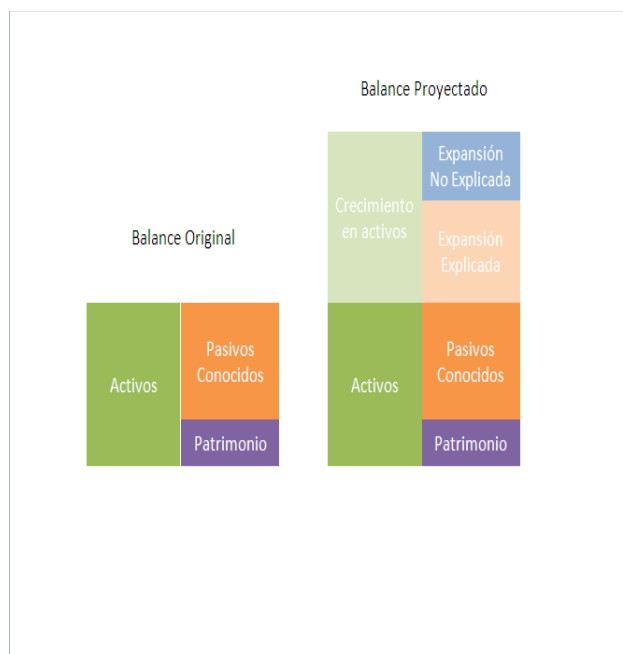 Balance Original
Activos
Pasivos
Conocidos
Patrimonio
Balance Proyectado
Crecimiento
en activos
Expansión
No Explicada
Expansión
Explicada
Activos
Pasivos
Conocidos
Patrimonio